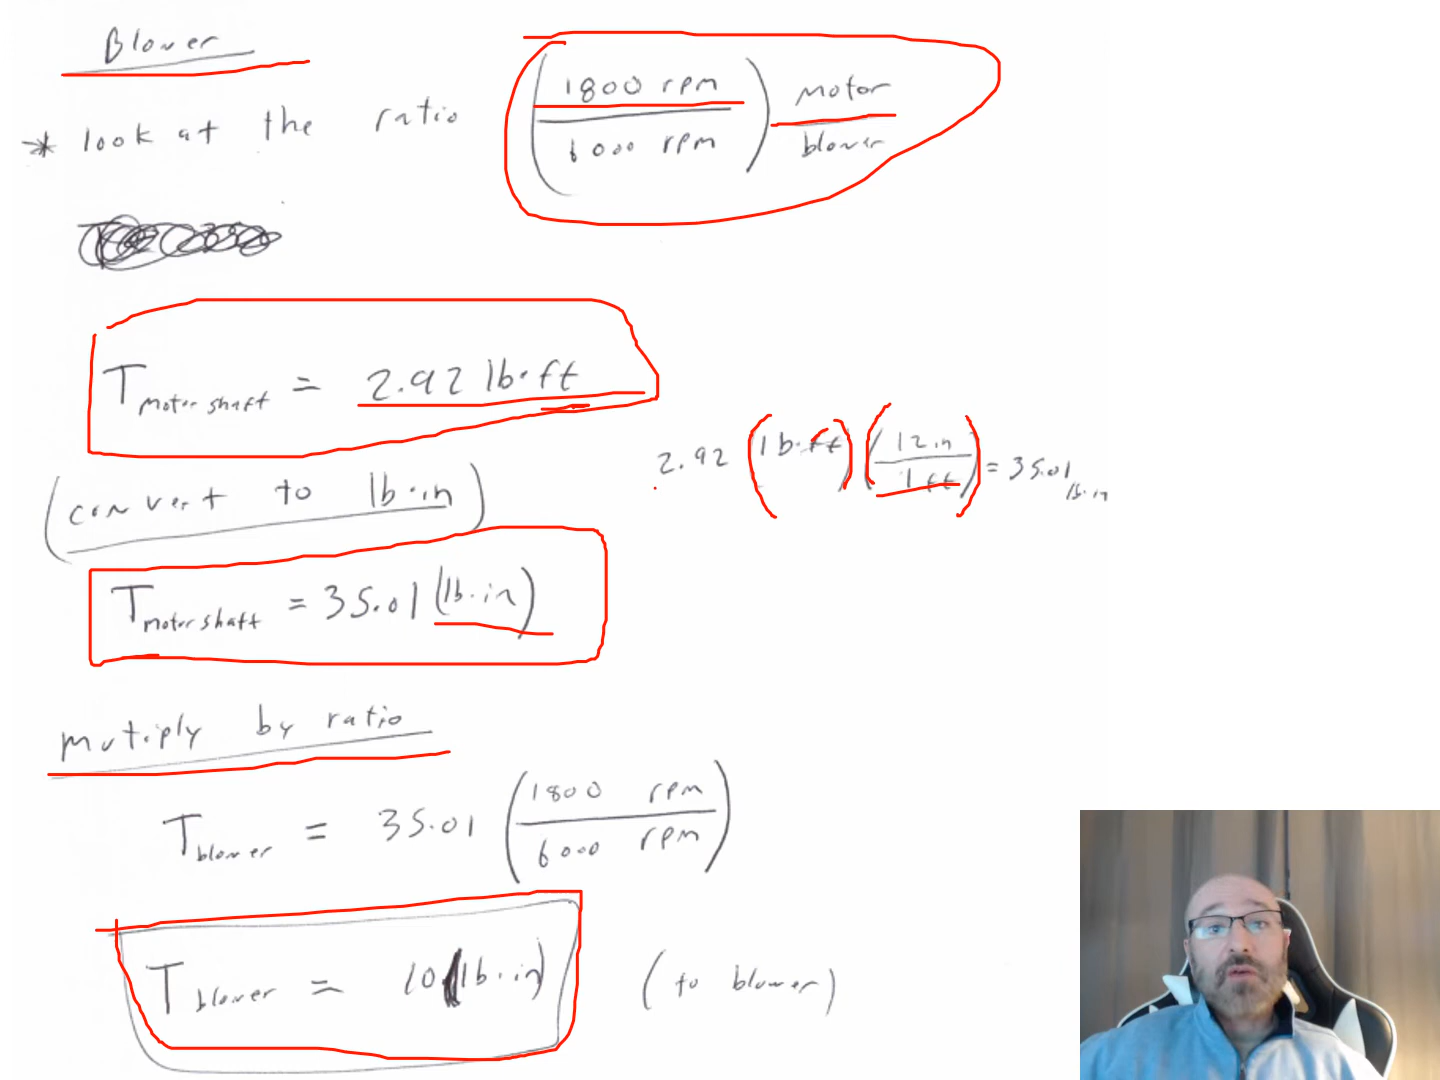 Blower
* look at the ratio (1800 rpm / 6000 rpm) motor / blower
T motor shaft = 2.92 lb·ft
2.92 (lb·ft) (12 in / 1 ft) = 35.01 lb·in
(convert to lb·in)
T motor shaft = 35.01 (lb·in)
mutiply by ratio
T blower = 35.01 (1800 rpm / 6000 rpm)
T blower = 10 (lb·in) (to blower)